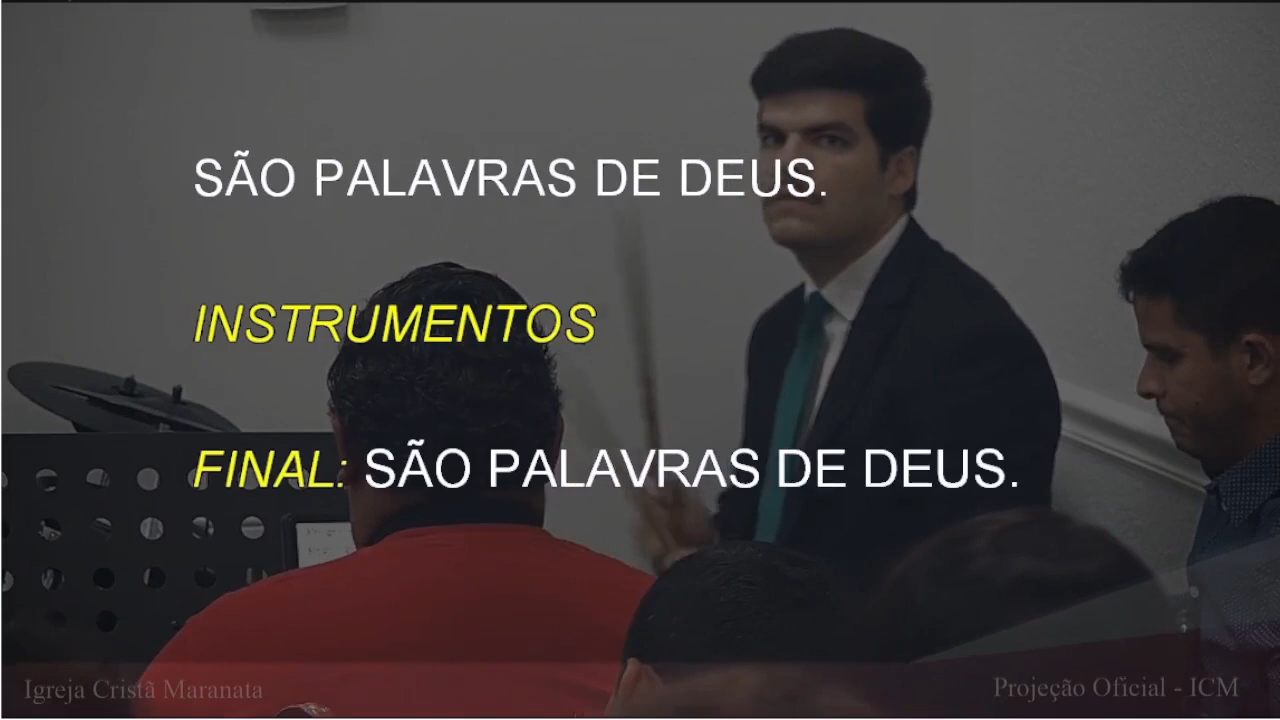 SÃO PALAVRAS DE DEUS.
INSTRUMENTOS
FINAL: SÃO PALAVRAS DE DEUS.
Igreja Cristã Maranata
Projeção Oficial - ICM